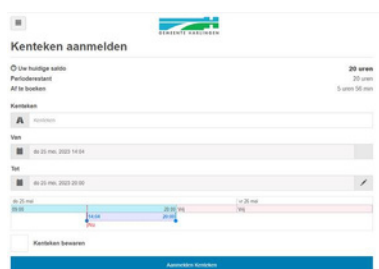 GEMEENTE HARLINGEN
Kenteken aanmelden
Uw huidige saldo 20 uren
Perioderestant 20 uren
Af te boeken 5 uren 56 min
Kenteken
Kenteken
Van
do 25 mei, 2023 14:04
Tot
do 25 mei, 2023 20:00
do 25 mei vr 26 mei
09:00 20:00 Vrij Vrij
14:04 20:00
Nu
Kenteken bewaren
Aanmelden Kenteken